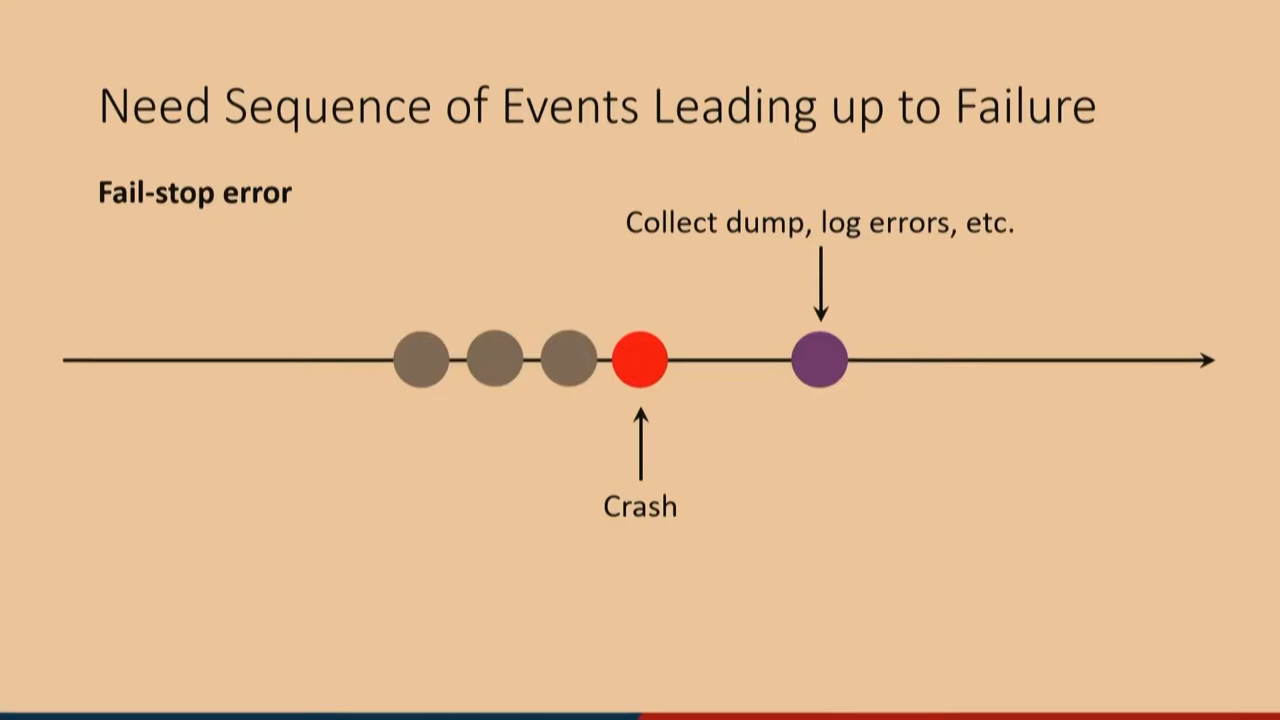 Need Sequence of Events Leading up to Failure
Fail-stop error
Collect dump, log errors, etc.
Crash